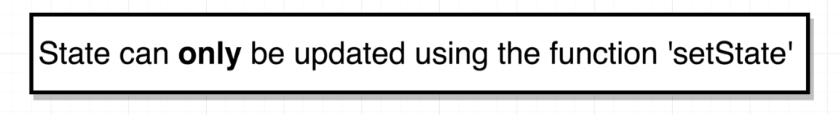 State can only be updated using the function 'setState'